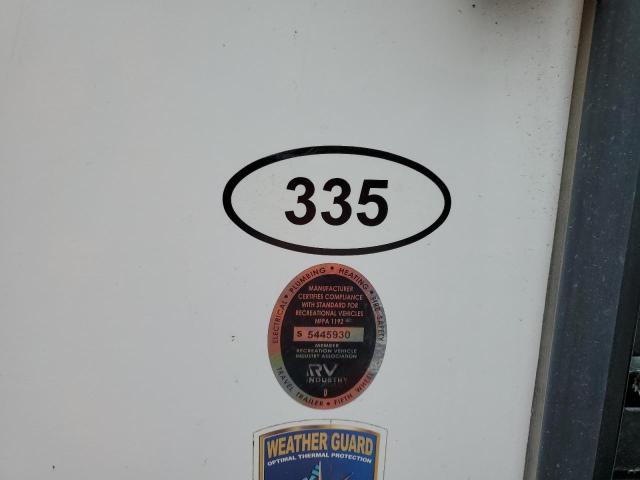 335
ELECTRICAL • PLUMBING • HEATING • FIRE SAFETY
MANUFACTURER
CERTIFIES COMPLIANCE
WITH STANDARD FOR
RECREATIONAL VEHICLES
NFPA 1192
S 5445930
MEMBER
RECREATION VEHICLE
INDUSTRY ASSOCIATION
RV
INDUSTRY
TRAVEL TRAILER • FIFTH WHEEL
WEATHER GUARD
OPTIMAL THERMAL PROTECTION